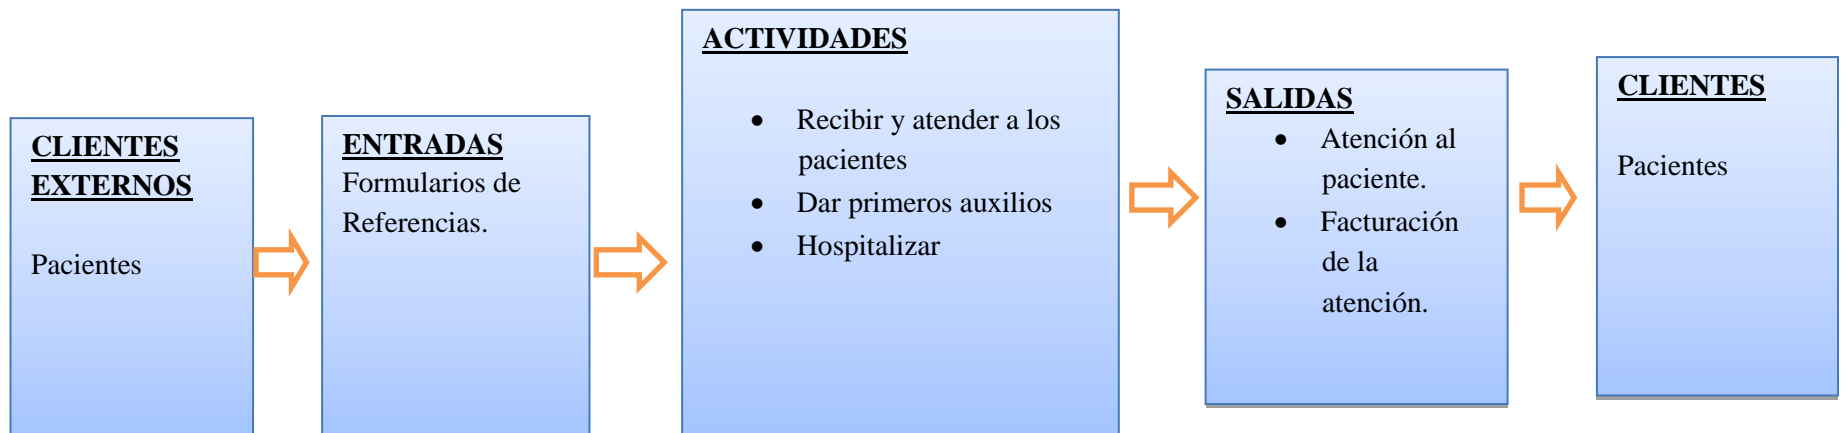 CLIENTES
EXTERNOS
Pacientes
ENTRADAS
Formularios de
Referencias.
ACTIVIDADES
• Recibir y atender a los
pacientes
• Dar primeros auxilios
• Hospitalizar
SALIDAS
• Atención al
paciente.
• Facturación
de la
atención.
CLIENTES
Pacientes